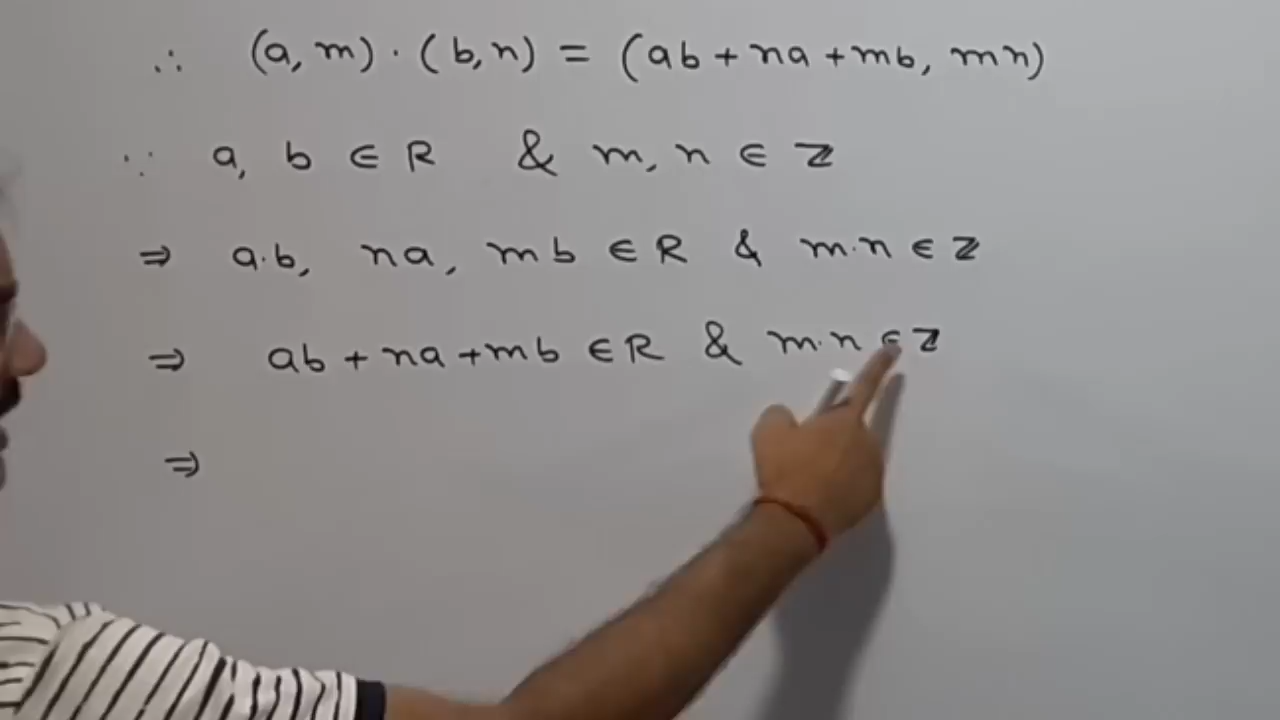 ∴ (a, m) · (b, n) = (ab + na + mb, mn)
∵ a, b ∈ R & m, n ∈ Z
⇒ a·b, na, mb ∈ R & m·n ∈ Z
⇒ ab + na + mb ∈ R & m·n ∈ Z
⇒